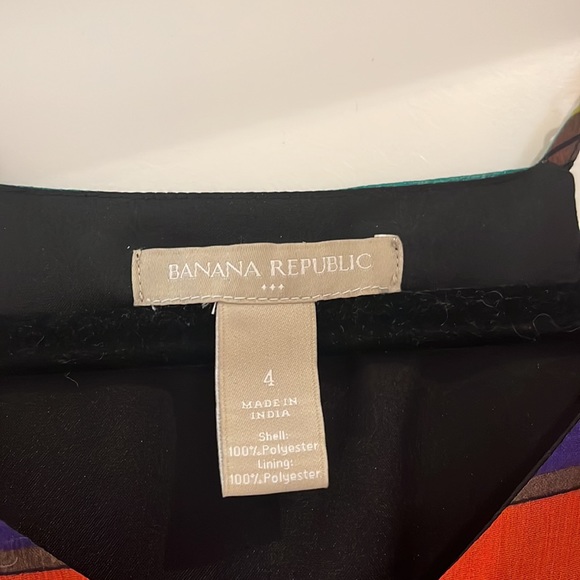 BANANA REPUBLIC
4
MADE IN
INDIA
Shell:
100% Polyester
Lining:
100% Polyester